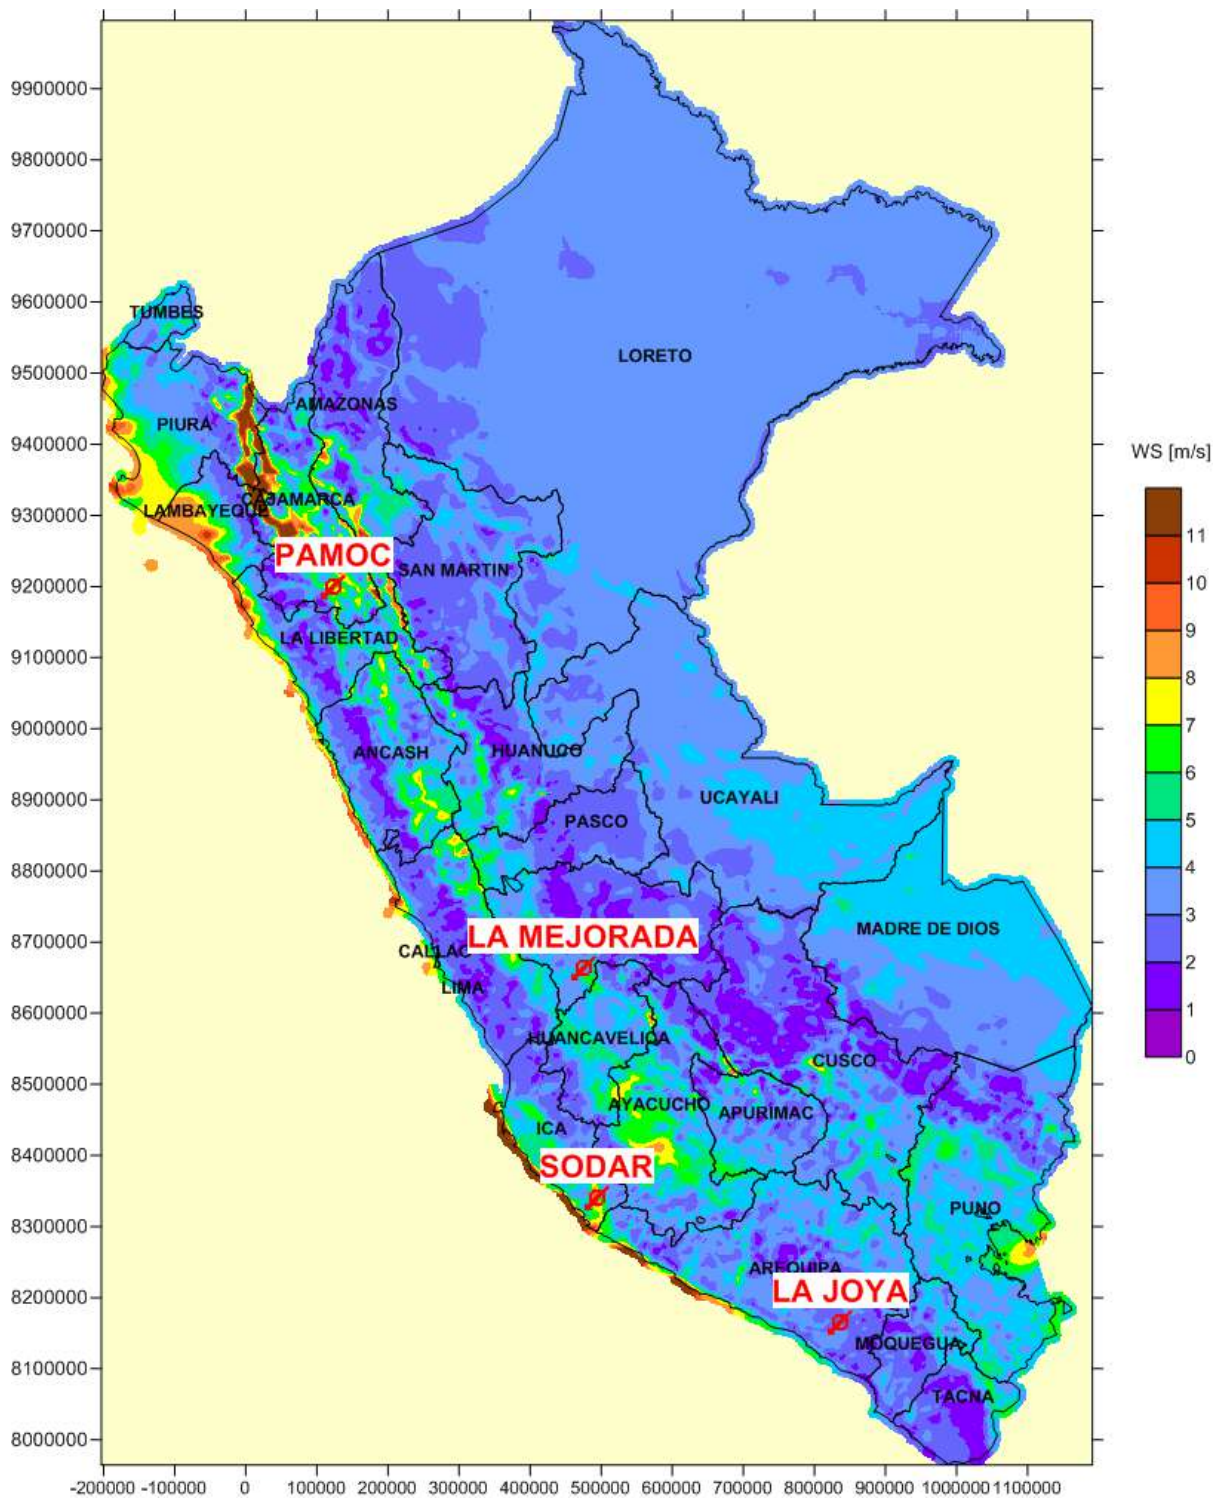 9900000
9800000
9700000
9600000
9500000
9400000
9300000
9200000
9100000
9000000
8900000
8800000
8700000
8600000
8500000
8400000
8300000
8200000
8100000
8000000
TUMBES
LORETO
AMAZONAS
PIURA
CAJAMARCA
LAMBAYEQUE
PAMOC
SAN MARTIN
LA LIBERTAD
ANCASH
HUANUCO
UCAYALI
PASCO
MADRE DE DIOS
LA MEJORADA
CALLAO
LIMA
HUANCAVELICA
CUSCO
AYACUCHO
APURIMAC
ICA
SODAR
PUNO
AREQUIPA
LA JOYA
MOQUEGUA
TACNA
-200000 -100000 0 100000 200000 300000 400000 500000 600000 700000 800000 900000 1000000 1100000
WS [m/s]
11
10
9
8
7
6
5
4
3
2
1
0